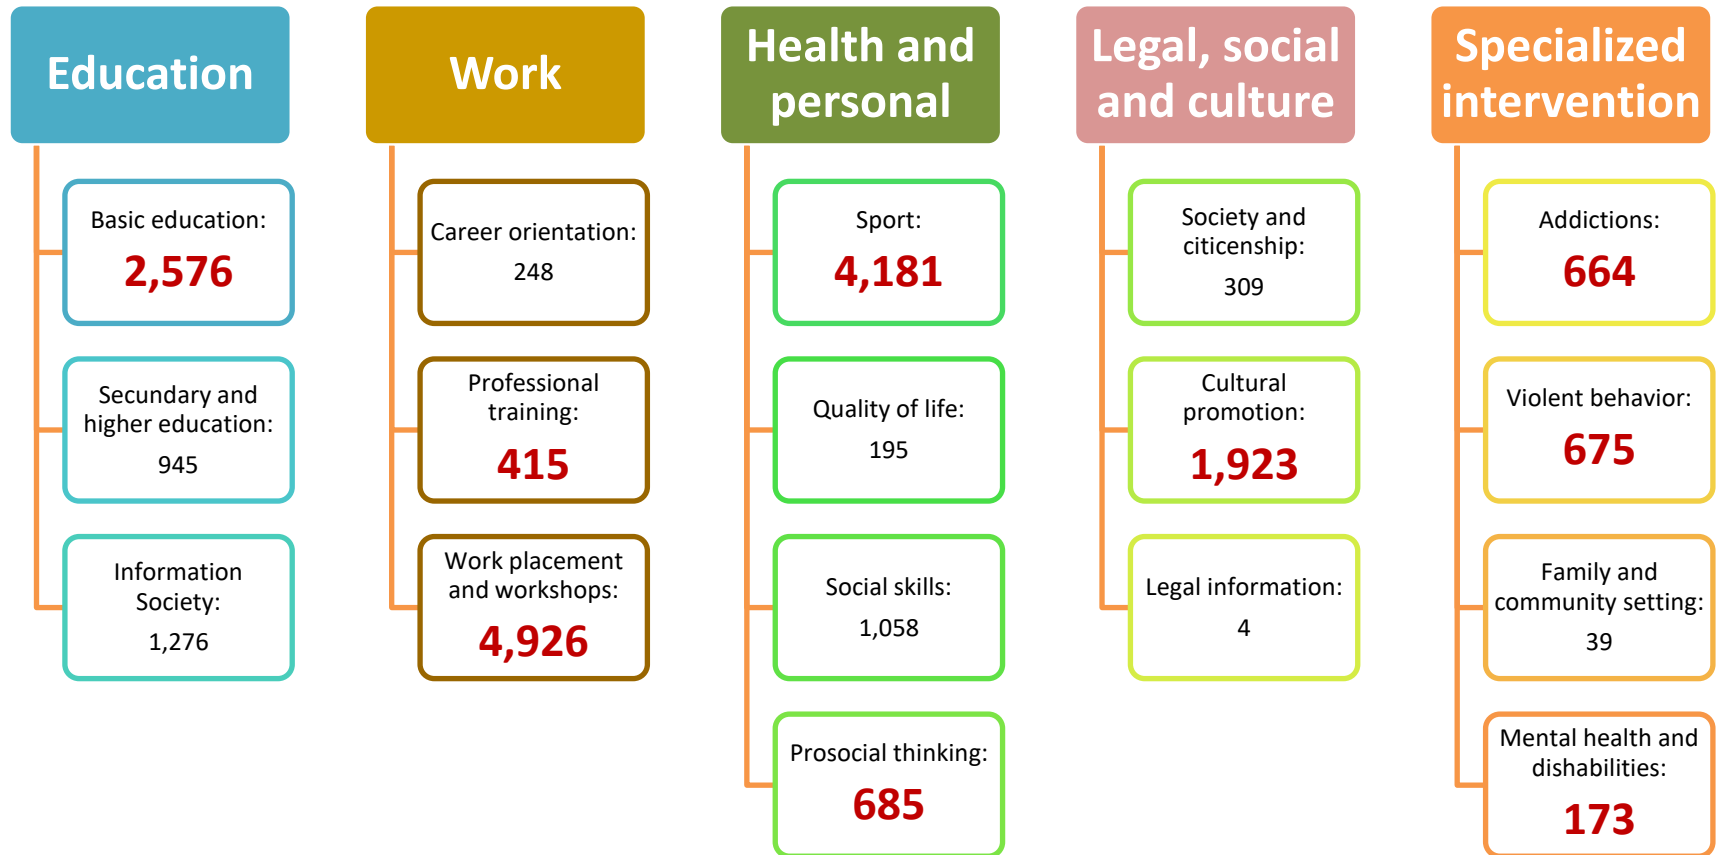 Education
Basic education:
2,576
Secundary and
higher education:
945
Information
Society:
1,276
Work
Career orientation:
248
Professional
training:
415
Work placement
and workshops:
4,926
Health and
personal
Sport:
4,181
Quality of life:
195
Social skills:
1,058
Prosocial thinking:
685
Legal, social
and culture
Society and
citicenship:
309
Cultural
promotion:
1,923
Legal information:
4
Specialized
intervention
Addictions:
664
Violent behavior:
675
Family and
community setting:
39
Mental health and
dishabilities:
173